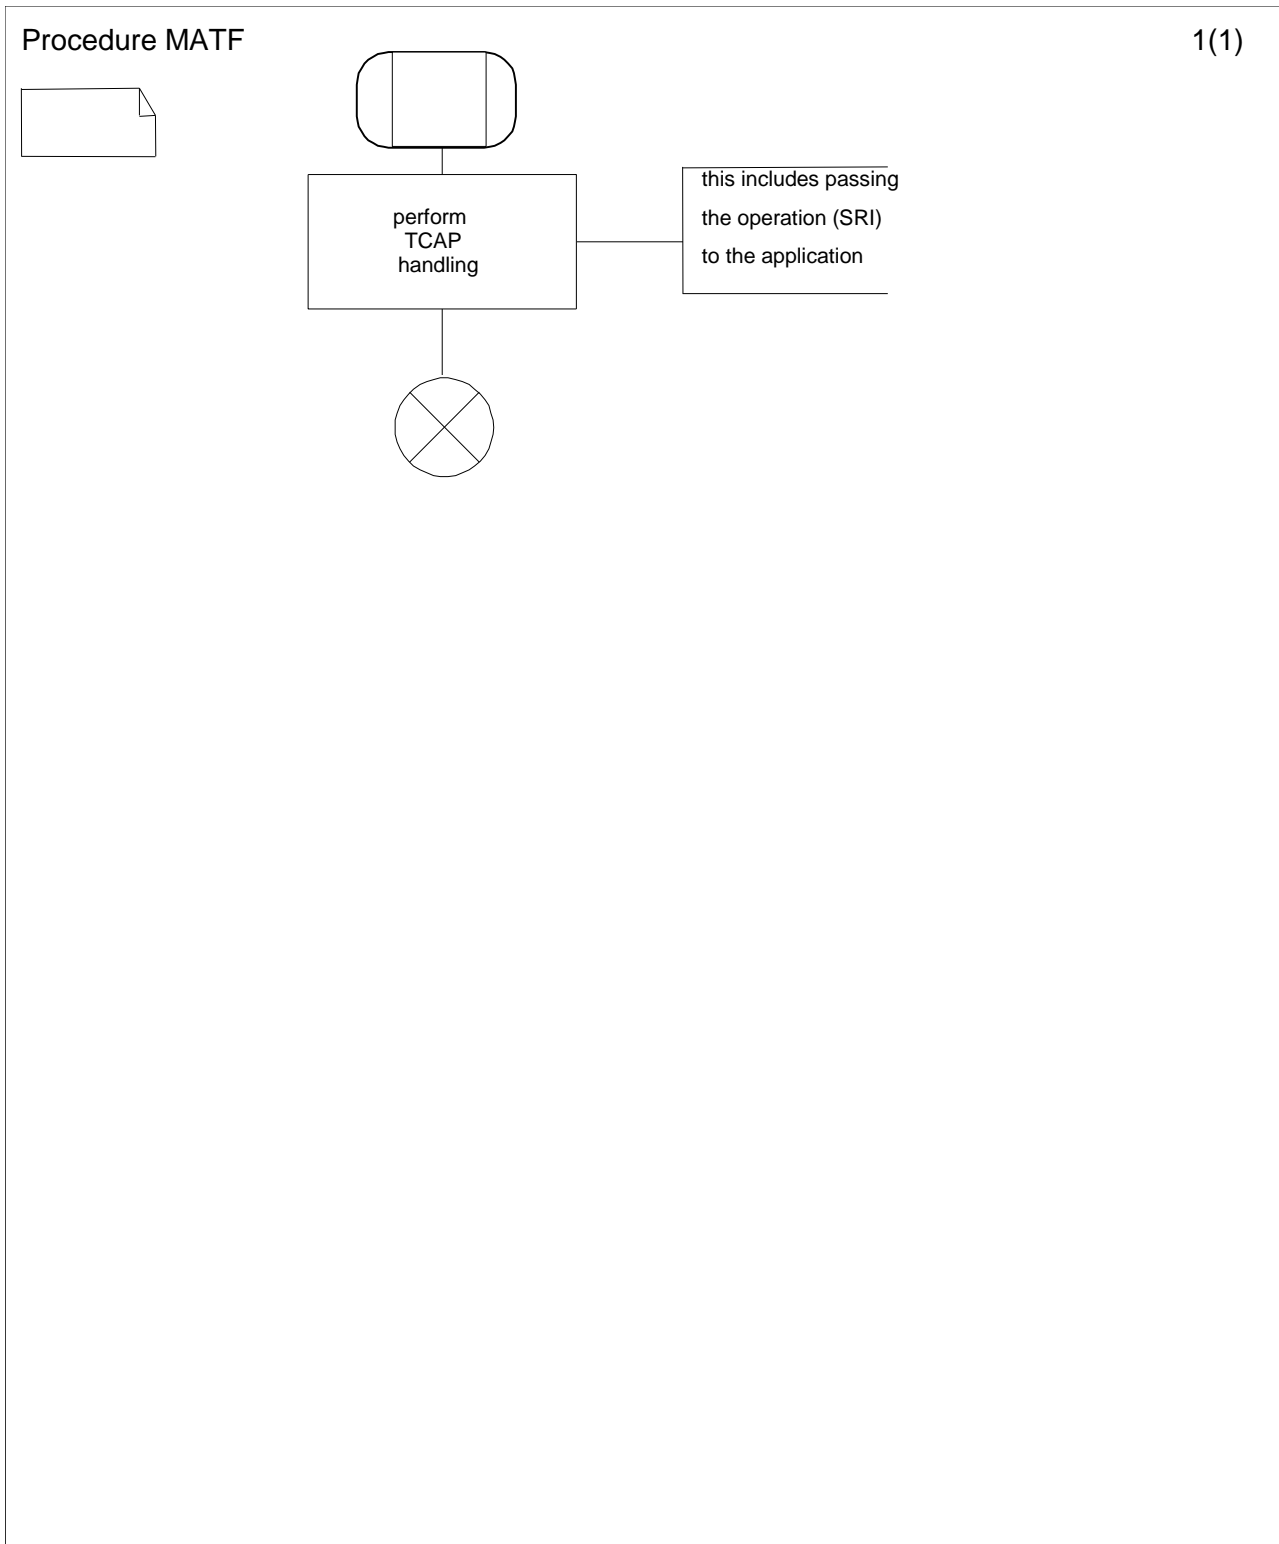 Procedure MATF
1(1)
perform
TCAP
handling
this includes passing
the operation (SRI)
to the application